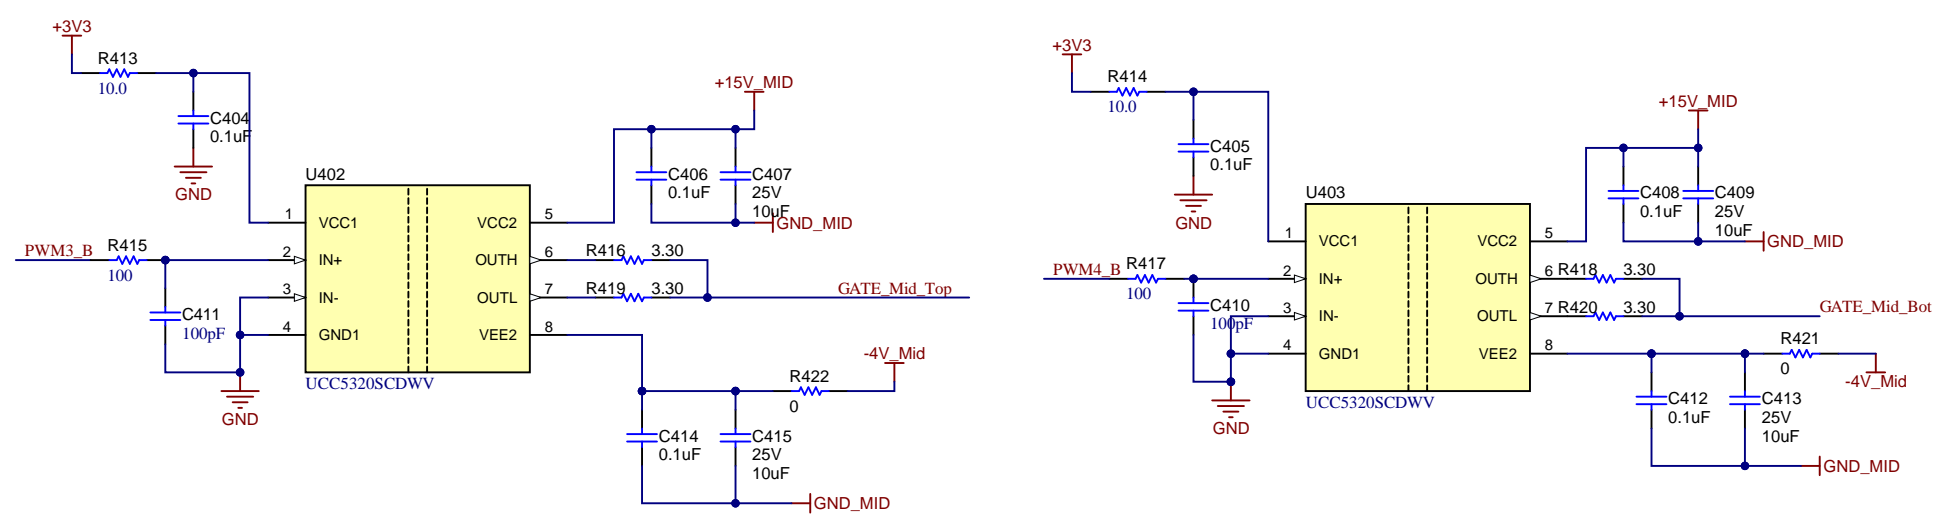 +3V3
R413
10.0
C404
0.1uF
GND
+15V_MID
C406
0.1uF
C407
25V
10uF
GND_MID
U402
1
VCC1
VCC2
5
PWM3_B
R415
100
2
IN+
OUTH
6
R416
3.30
3
IN-
OUTL
7
R419
3.30
GATE_Mid_Top
C411
100pF
4
GND1
VEE2
8
UCC5320SCDWV
GND
-4V_Mid
R422
0
C414
0.1uF
C415
25V
10uF
GND_MID
+3V3
R414
10.0
C405
0.1uF
GND
+15V_MID
C408
0.1uF
C409
25V
10uF
GND_MID
U403
1
VCC1
VCC2
5
PWM4_B
R417
100
2
IN+
OUTH
6
R418
3.30
C410
100pF
3
IN-
OUTL
7
R420
3.30
GATE_Mid_Bot
4
GND1
VEE2
8
UCC5320SCDWV
GND
R421
0
-4V_Mid
C412
0.1uF
C413
25V
10uF
GND_MID